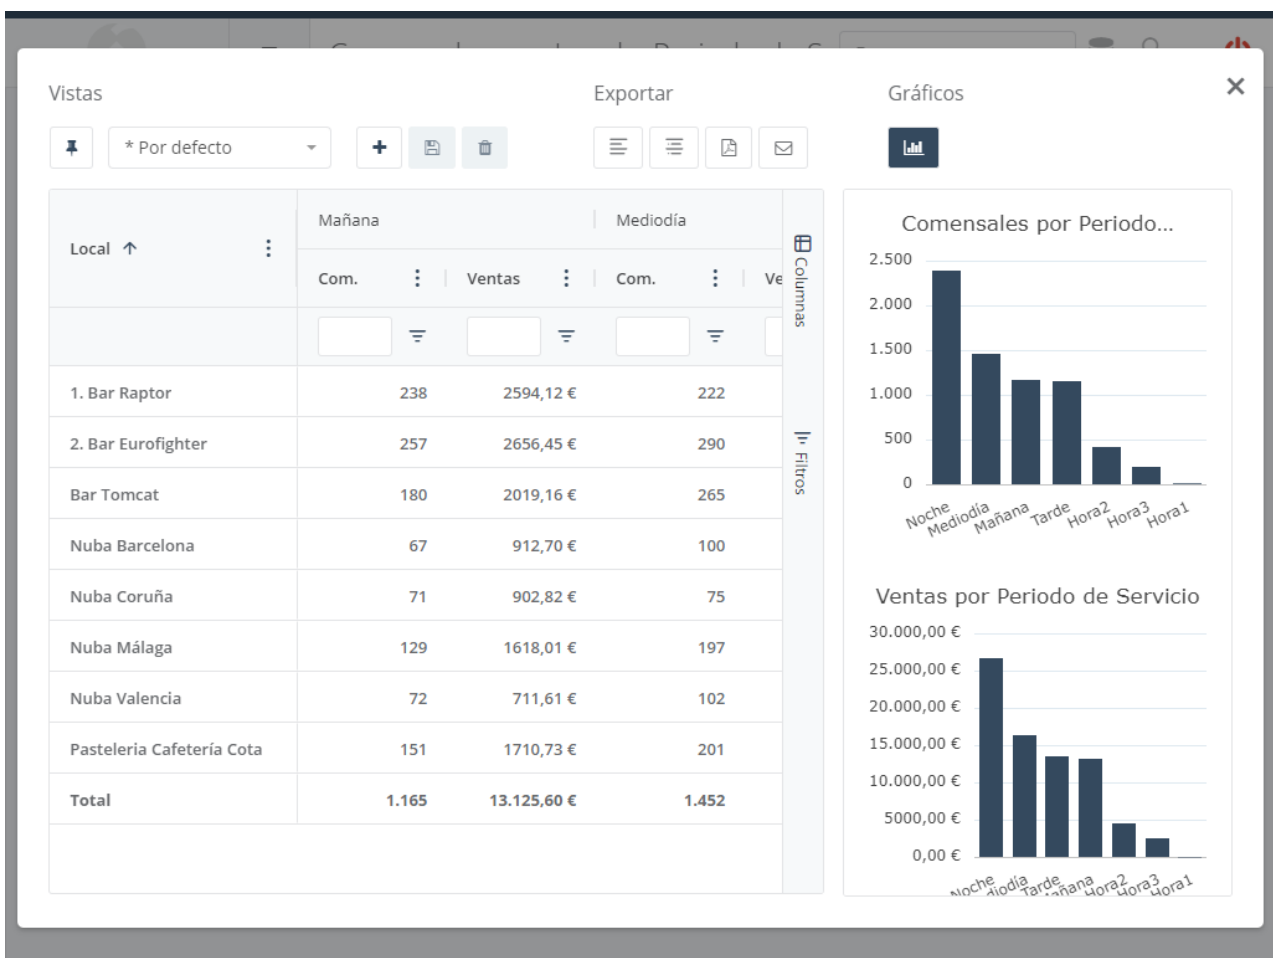 Vistas
Exportar
Gráficos
* Por defecto
Local
Mañana
Mediodía
Com.
Ventas
Com.
Columnas
Filtros
1. Bar Raptor 238 2594,12 € 222
2. Bar Eurofighter 257 2656,45 € 290
Bar Tomcat 180 2019,16 € 265
Nuba Barcelona 67 912,70 € 100
Nuba Coruña 71 902,82 € 75
Nuba Málaga 129 1618,01 € 197
Nuba Valencia 72 711,61 € 102
Pasteleria Cafetería Cota 151 1710,73 € 201
Total 1.165 13.125,60 € 1.452
Comensales por Periodo...
2.500
2.000
1.500
1.000
500
0
Noche Mediodía Mañana Tarde Hora2 Hora3 Hora1
Ventas por Periodo de Servicio
30.000,00 €
25.000,00 €
20.000,00 €
15.000,00 €
10.000,00 €
5000,00 €
0,00 €
Noche Tarde Hora2 Hora3 Hora1